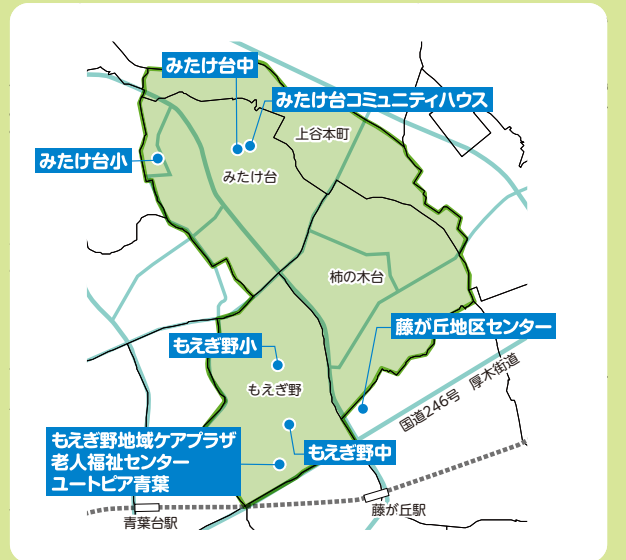 みたけ台中
みたけ台コミュニティハウス
上谷本町
みたけ台小
みたけ台
柿の木台
藤が丘地区センター
もえぎ野小
もえぎ野
国道246号 厚木街道
もえぎ野地域ケアプラザ
老人福祉センター
ユートピア青葉
もえぎ野中
藤が丘駅
青葉台駅